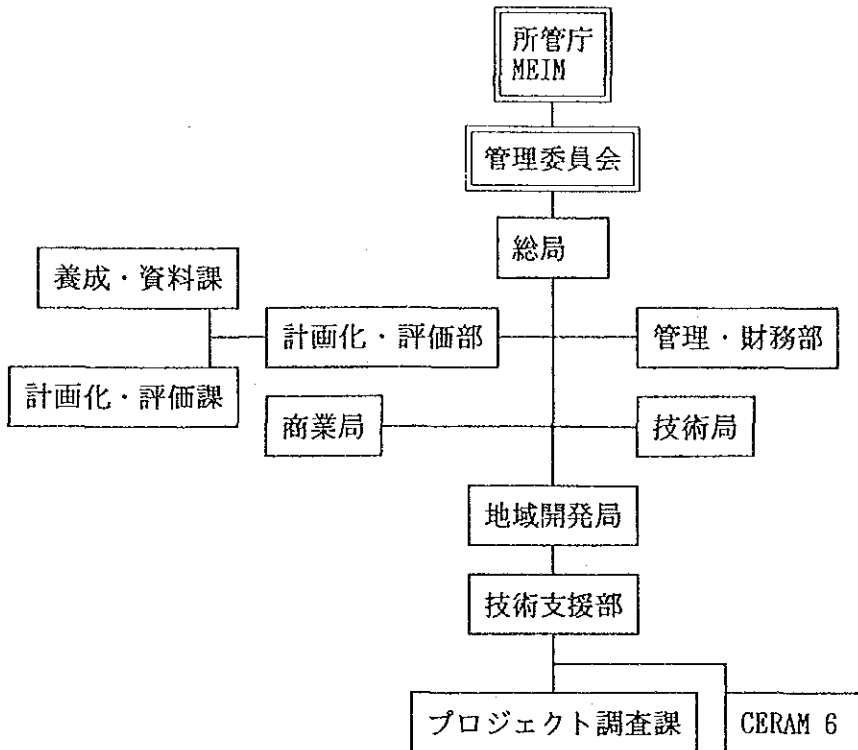 所管庁
MEIM
管理委員会
総局
養成・資料課
計画化・評価部
管理・財務部
計画化・評価課
商業局
技術局
地域開発局
技術支援部
プロジェクト調査課
CERAM 6